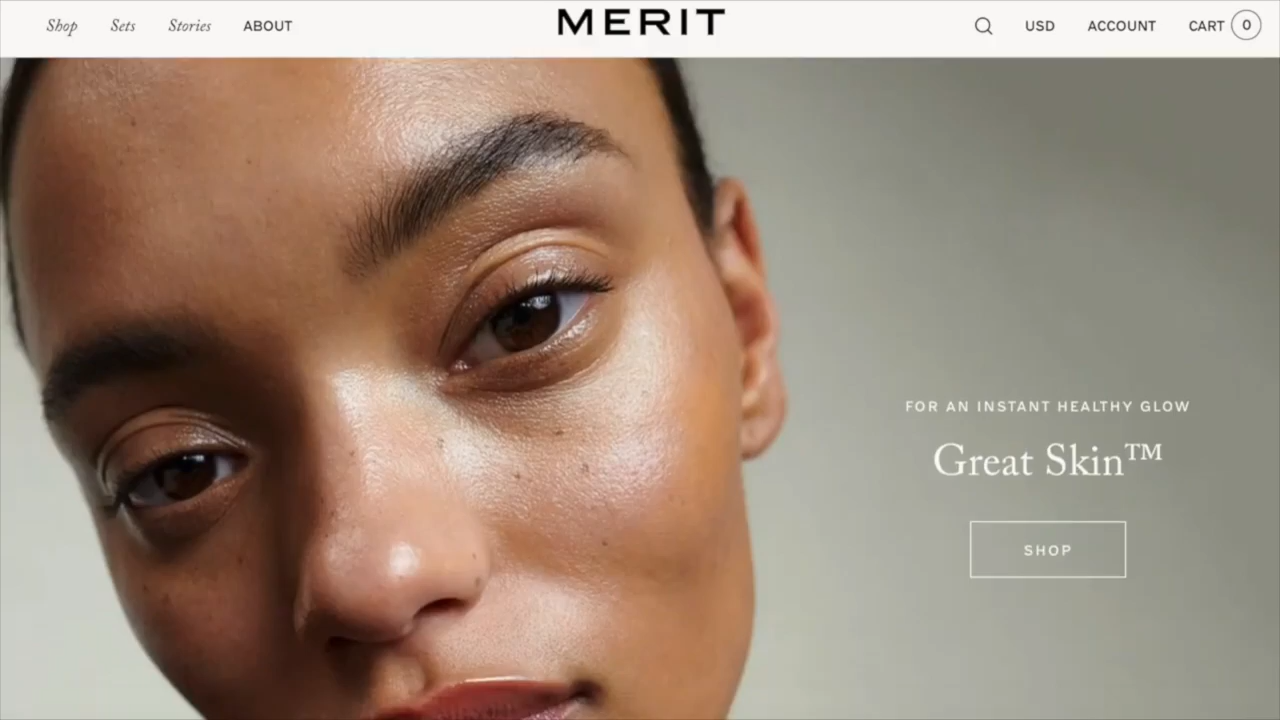 Shop Sets Stories ABOUT MERIT USD ACCOUNT CART 0
FOR AN INSTANT HEALTHY GLOW
Great Skin™
SHOP